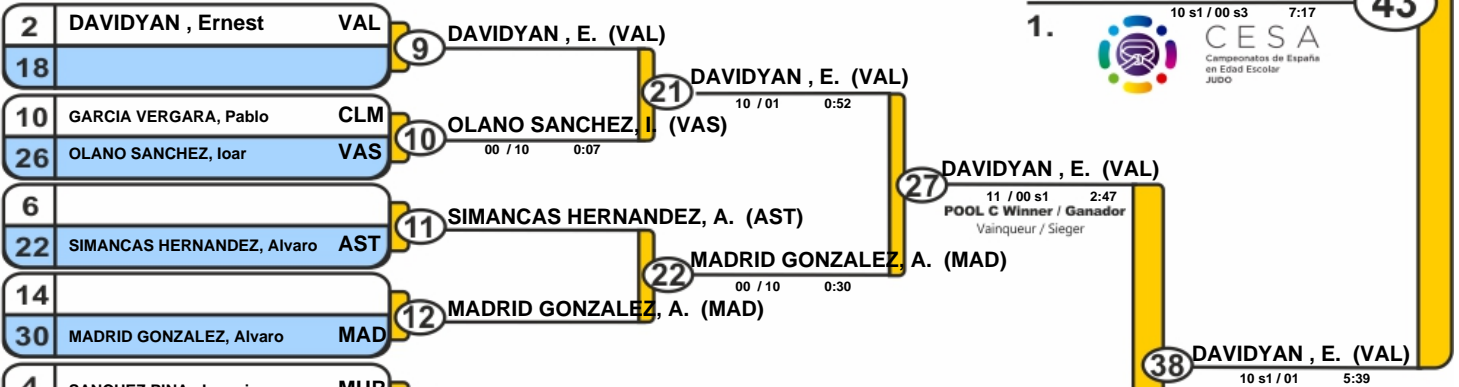 2 DAVIDYAN , Ernest VAL
18
9 DAVIDYAN , E. (VAL)
10 GARCIA VERGARA, Pablo CLM
26 OLANO SANCHEZ, Ioar VAS
10 OLANO SANCHEZ, I. (VAS)
00 / 10 0:07
21 DAVIDYAN , E. (VAL)
10 / 01 0:52
6
22 SIMANCAS HERNANDEZ, Alvaro AST
11 SIMANCAS HERNANDEZ, A. (AST)
14
30 MADRID GONZALEZ, Alvaro MAD
12 MADRID GONZALEZ, A. (MAD)
22 MADRID GONZALEZ, A. (MAD)
00 / 10 0:30
27 DAVIDYAN , E. (VAL)
11 / 00 s1 2:47
POOL C Winner / Ganador
Vainqueur / Sieger
38 DAVIDYAN , E. (VAL)
10 s1 / 01 5:39
10 s1 / 00 s3 7:17
43
1.
CESA
Campeonatos de España
en Edad Escolar
JUDO